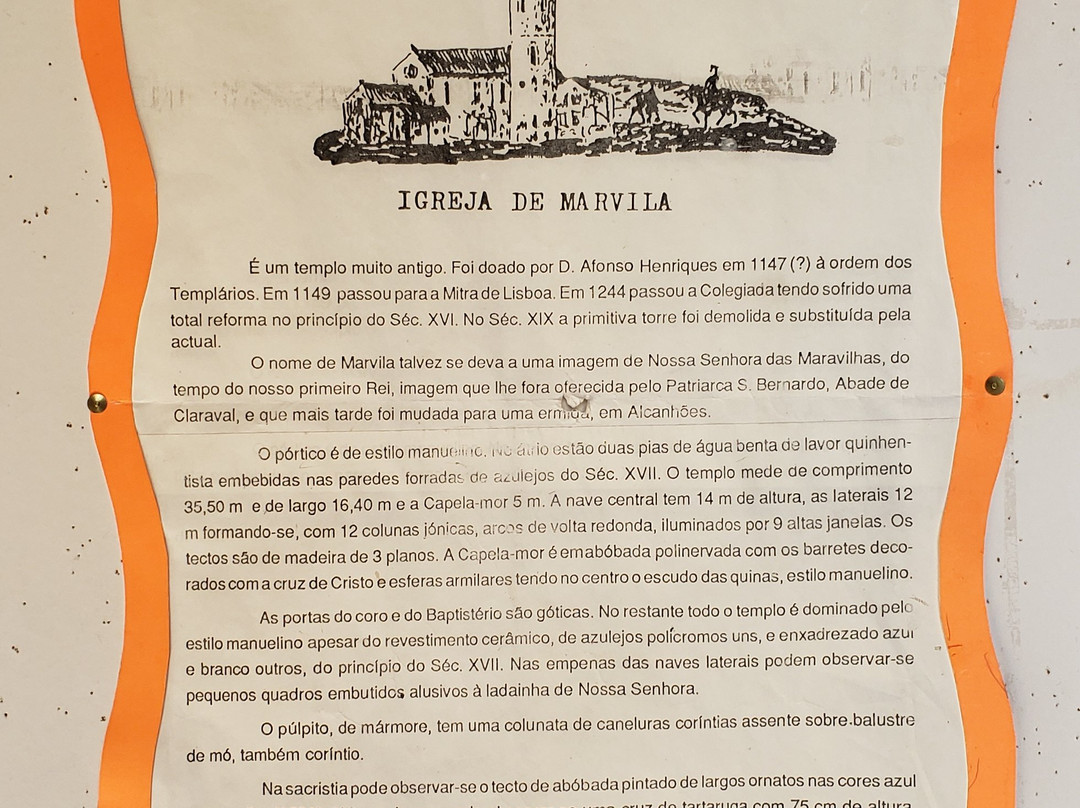 IGREJA DE MARVILA
É um templo muito antigo. Foi doado por D. Afonso Henriques em 1147 (?) à ordem dos
Templários. Em 1149 passou para a Mitra de Lisboa. Em 1244 passou a Colegiada tendo sofrido uma
total reforma no princípio do Séc. XVI. No Séc. XIX a primitiva torre foi demolida e substituída pela
actual.
O nome de Marvila talvez se deva a uma imagem de Nossa Senhora das Maravilhas, do
tempo do nosso primeiro Rei, imagem que lhe fora oferecida pelo Patriarca S. Bernardo, Abade de
Claraval, e que mais tarde foi mudada para uma ermida, em Alcanhões.
O pórtico é de estilo manuelino. No átrio estão duas pias de água benta de lavor quinhen-
tista embebidas nas paredes forradas de azulejos do Séc. XVII. O templo mede de comprimento
35,50 m e de largo 16,40 m e a Capela-mor 5 m. A nave central tem 14 m de altura, as laterais 12
m formando-se, com 12 colunas jónicas, arcos de volta redonda, iluminados por 9 altas janelas. Os
tectos são de madeira de 3 planos. A Capela-mor é em abóbada polinervada com os barretes deco-
rados com a cruz de Cristo e esferas armilares tendo no centro o escudo das quinas, estilo manuelino.
As portas do coro e do Baptistério são góticas. No restante todo o templo é dominado pelo
estilo manuelino apesar do revestimento cerâmico, de azulejos polícromos uns, e enxadrezado azul
e branco outros, do princípio do Séc. XVII. Nas empenas das naves laterais podem observar-se
pequenos quadros embutidos alusivos à ladainha de Nossa Senhora.
O púlpito, de mármore, tem uma colunata de caneluras coríntias assente sobre balustre
de mó, também coríntio.
Na sacristia pode observar-se o tecto de abóbada pintado de largos ornatos nas cores azul
cruz de tartaruga com 75 cm de altura